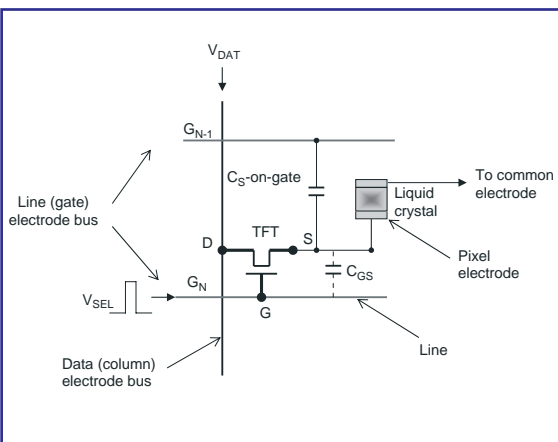 V_DAT
G_N-1
C_S-on-gate
To common
electrode
Liquid
crystal
Line (gate)
electrode bus
TFT
D
S
Pixel
electrode
C_GS
G_N
V_SEL
G
Line
Data (column)
electrode bus